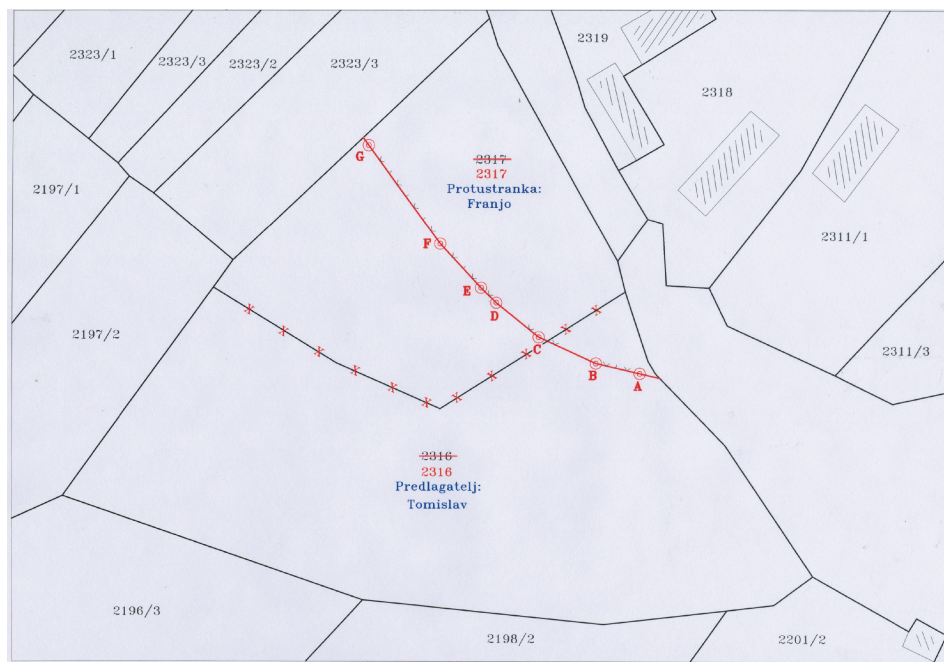 2323/1
2323/3
2323/2
2323/3
2319
2318
2197/1
G
2317
2317
Protustranka:
Franjo
F
2311/1
E
D
2197/2
C
B
A
2311/3
2316
2316
Predlagatelj:
Tomislav
2196/3
2198/2
2201/2